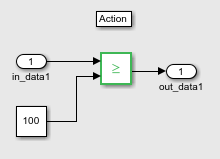 Action
1
in_data1
≥
1
out_data1
100